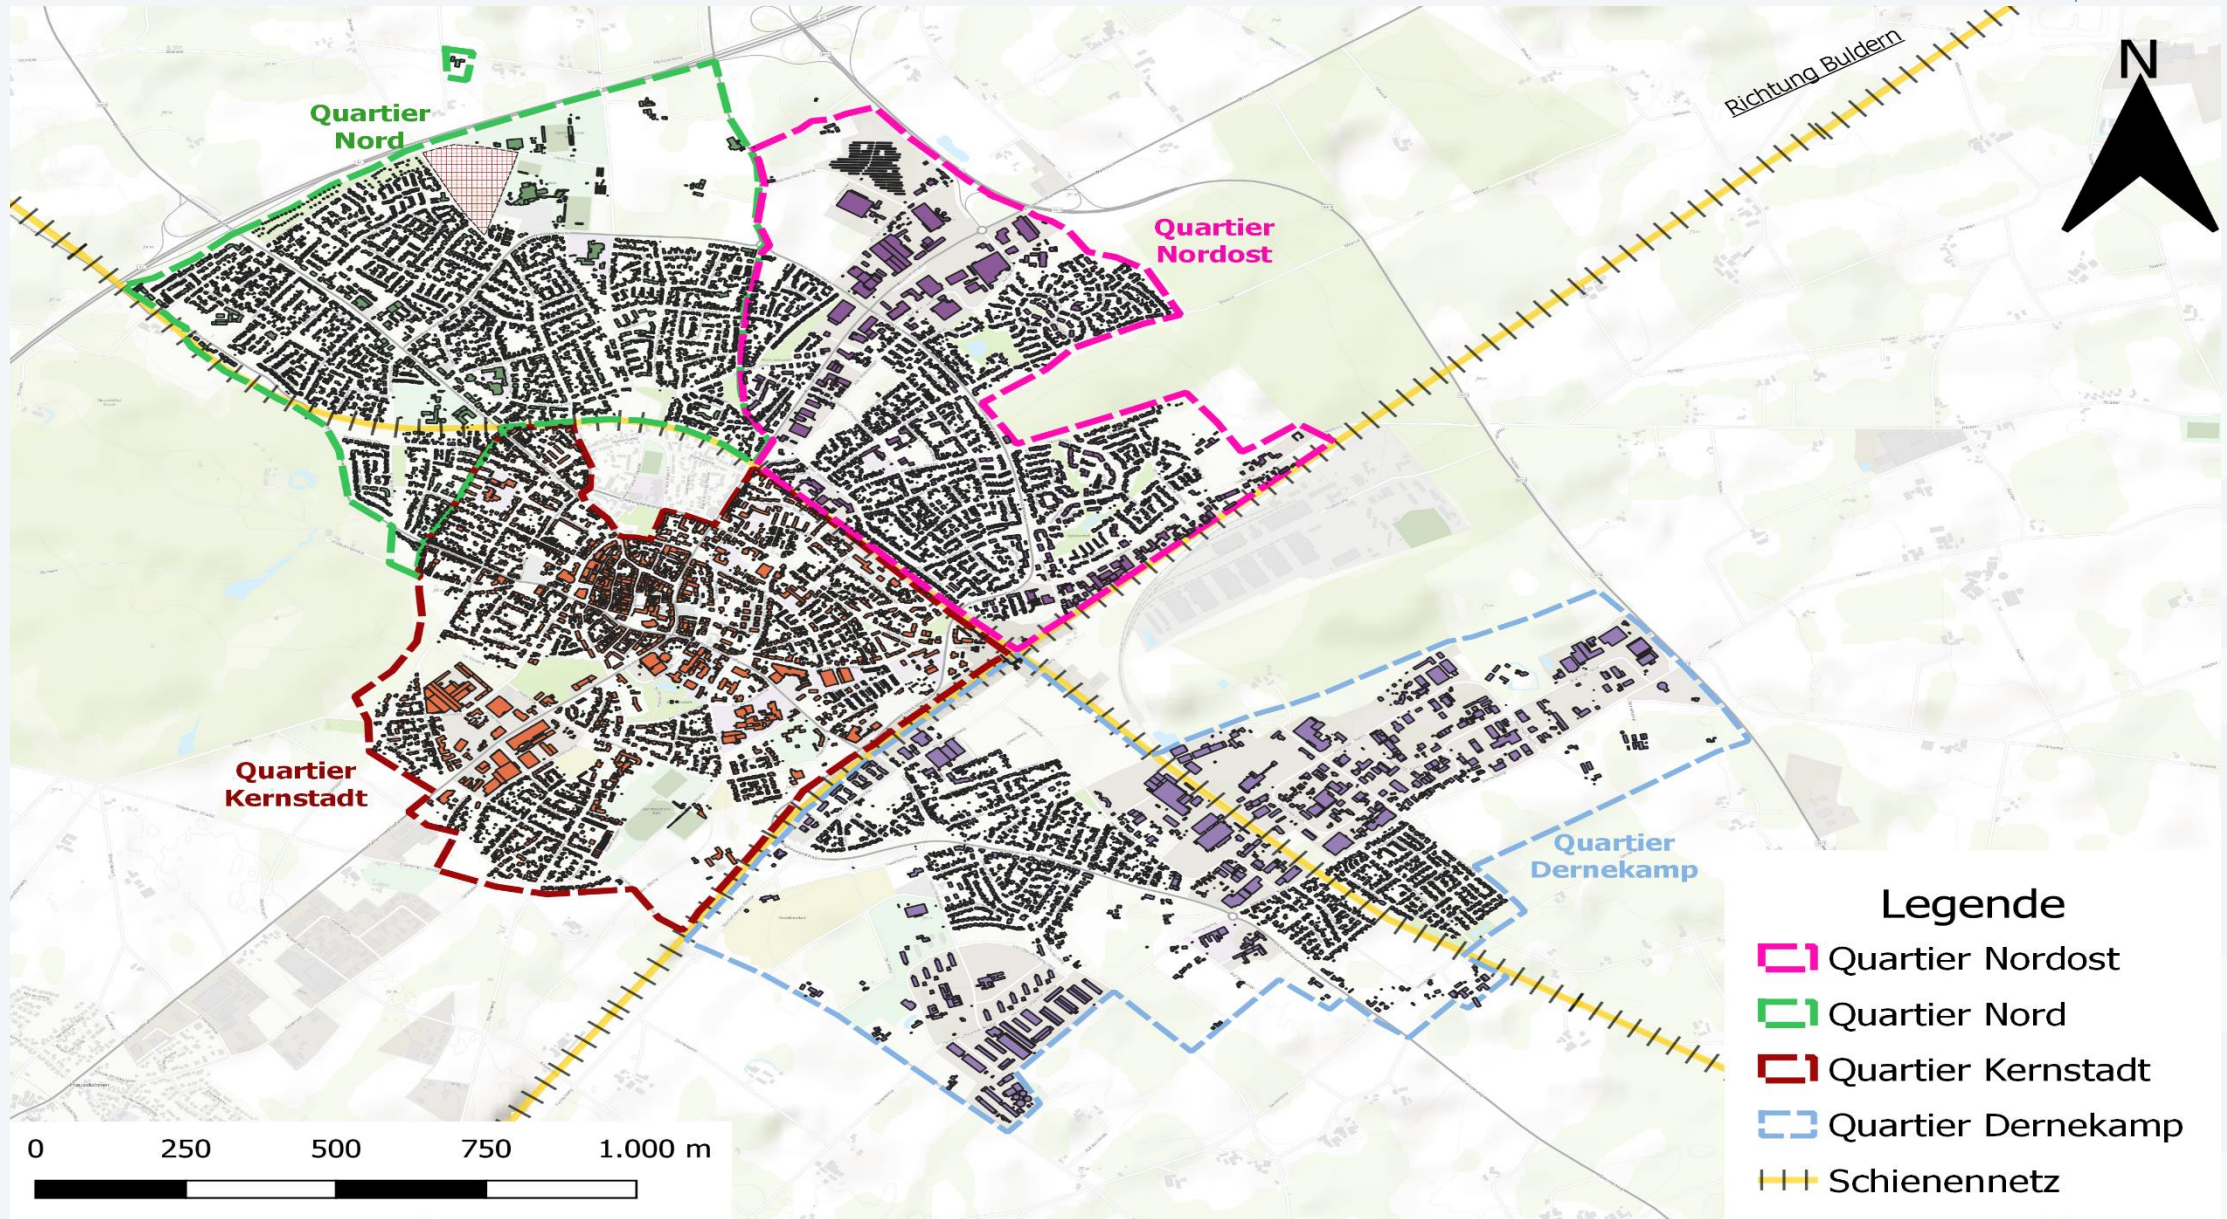 Richtung Buldern
N
Quartier
Nord
Quartier
Nordost
Quartier
Kernstadt
Quartier
Dernekamp
Legende
Quartier Nordost
Quartier Nord
Quartier Kernstadt
Quartier Dernekamp
Schienennetz
0 250 500 750 1.000 m